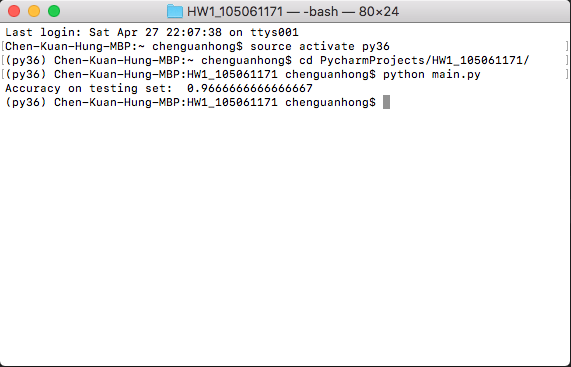 HW1_105061171 — -bash — 80×24
Last login: Sat Apr 27 22:07:38 on ttys001
[Chen-Kuan-Hung-MBP:~ chenguanhong$ source activate py36]
[(py36) Chen-Kuan-Hung-MBP:~ chenguanhong$ cd PycharmProjects/HW1_105061171/]
[(py36) Chen-Kuan-Hung-MBP:HW1_105061171 chenguanhong$ python main.py]
Accuracy on testing set:  0.9666666666666667
(py36) Chen-Kuan-Hung-MBP:HW1_105061171 chenguanhong$